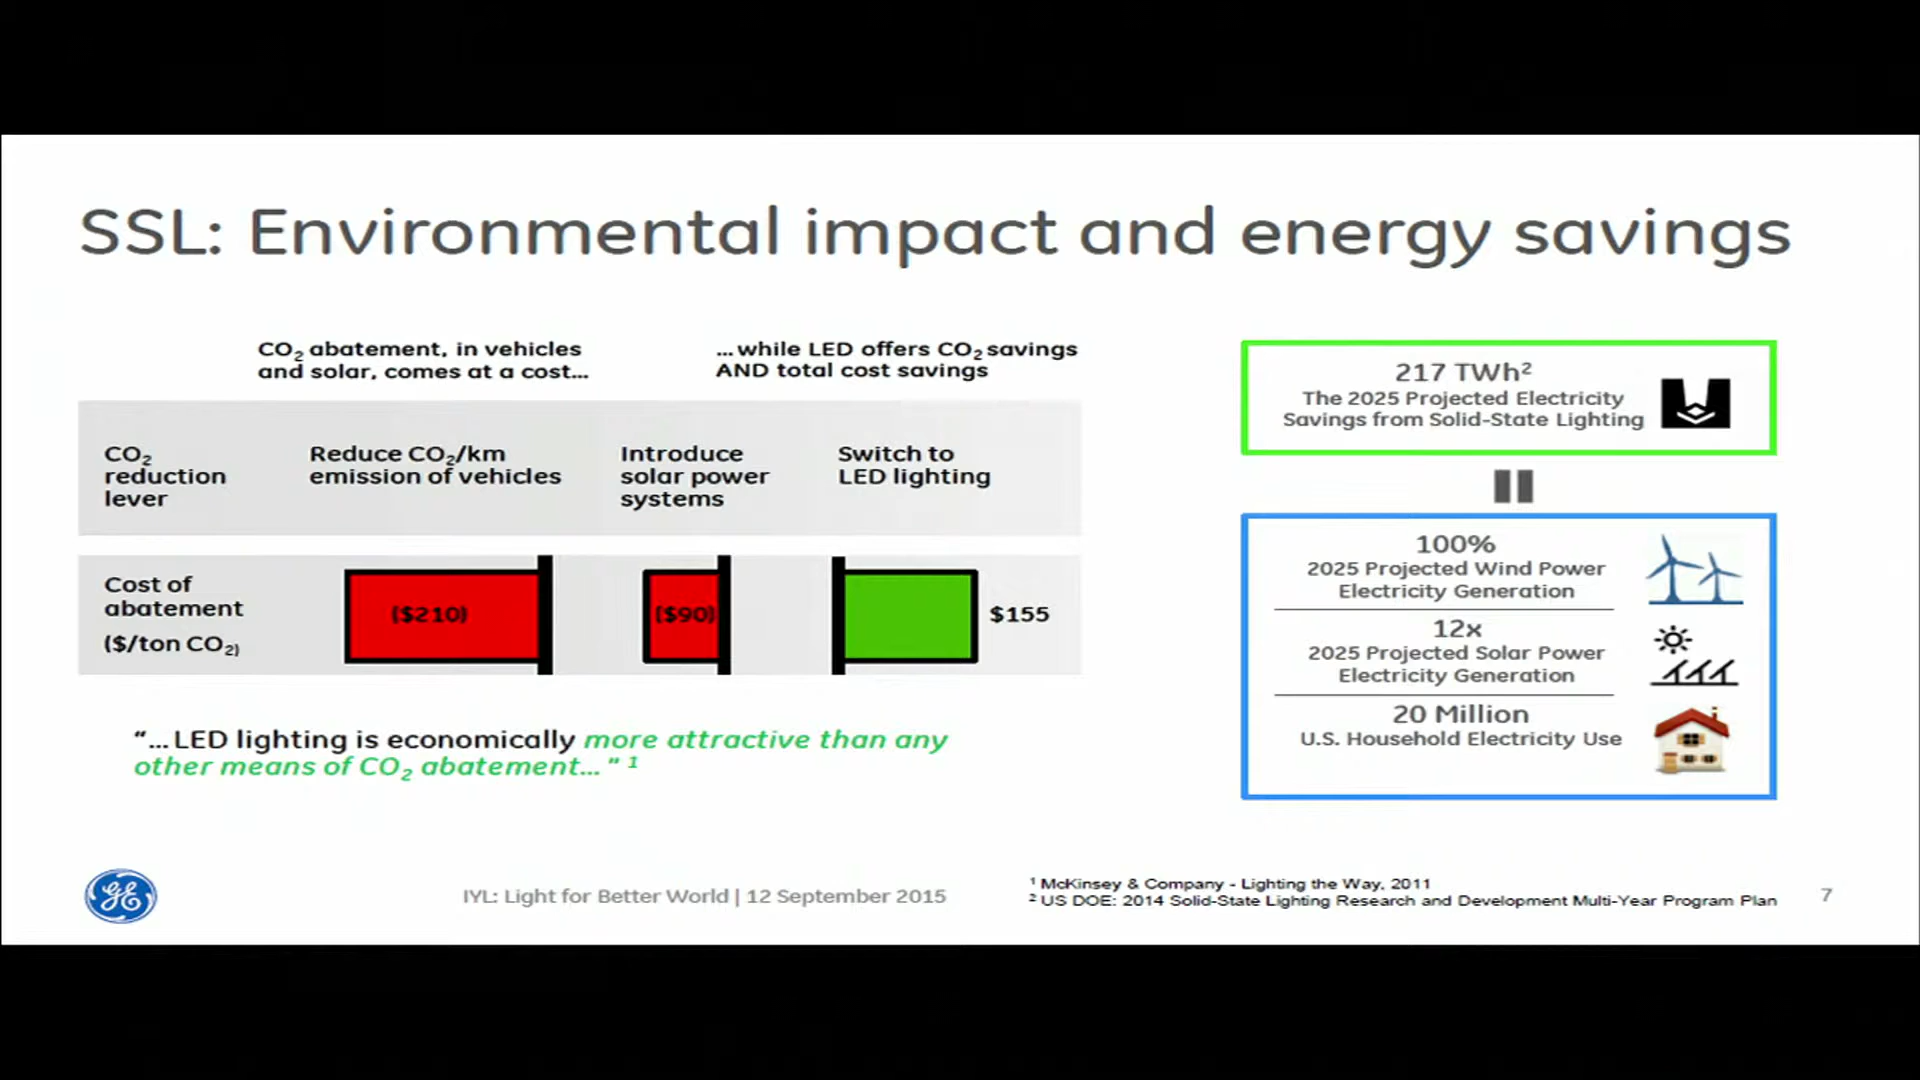 SSL: Environmental impact and energy savings
CO2 abatement, in vehicles
and solar, comes at a cost...
...while LED offers CO2 savings
AND total cost savings
CO2
reduction
lever
Reduce CO2/km
emission of vehicles
Introduce
solar power
systems
Switch to
LED lighting
Cost of
abatement
($/ton CO2)
($210)
($90)
$155
"...LED lighting is economically more attractive than any
other means of CO2 abatement..." 1
217 TWh2
The 2025 Projected Electricity
Savings from Solid-State Lighting
100%
2025 Projected Wind Power
Electricity Generation
12x
2025 Projected Solar Power
Electricity Generation
20 Million
U.S. Household Electricity Use
GE
IYL: Light for Better World | 12 September 2015
1 McKinsey & Company - Lighting the Way, 2011
2 US DOE: 2014 Solid-State Lighting Research and Development Multi-Year Program Plan
7